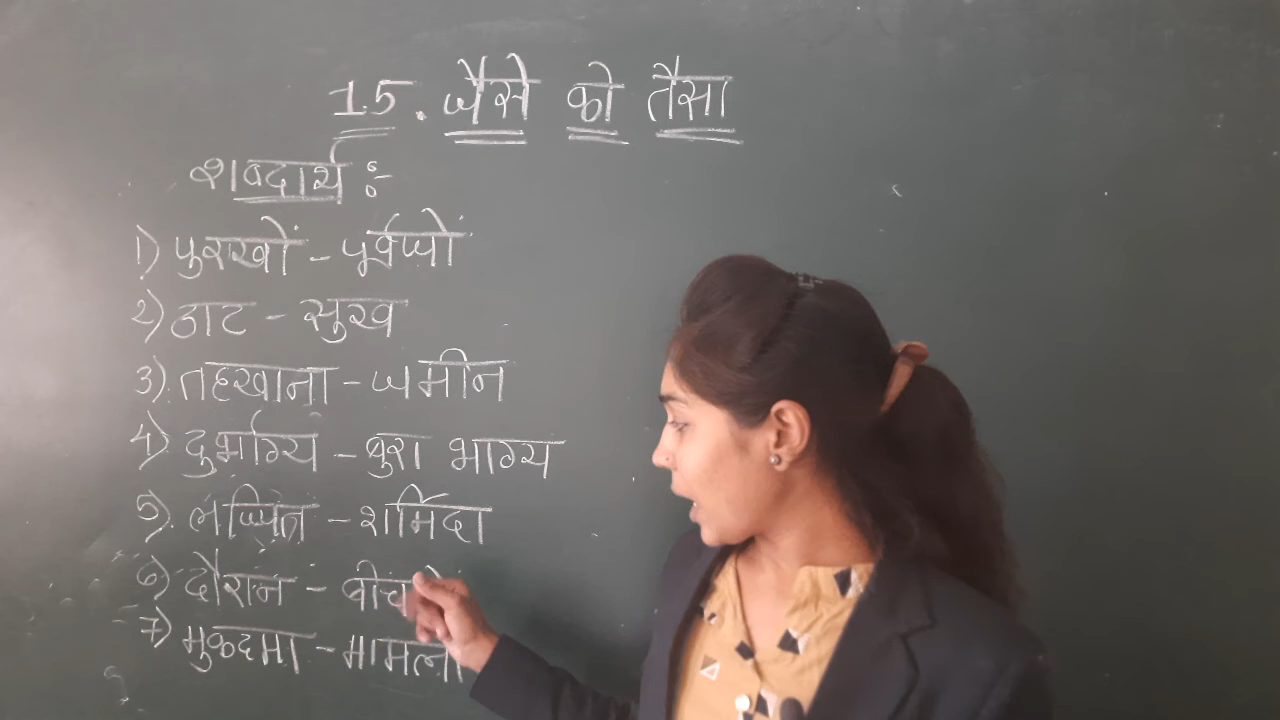 15. जैसे को तैसा
शब्दार्थ :-
1) पुरखों - पूर्वजों
2) ठाट - सुख
3) तहखाना - जमीन
4) दुर्भाग्य - बुरा भाग्य
5) लज्जित - शर्मिंदा
6) दौरान - बीच
7) मुकदमा - मामला